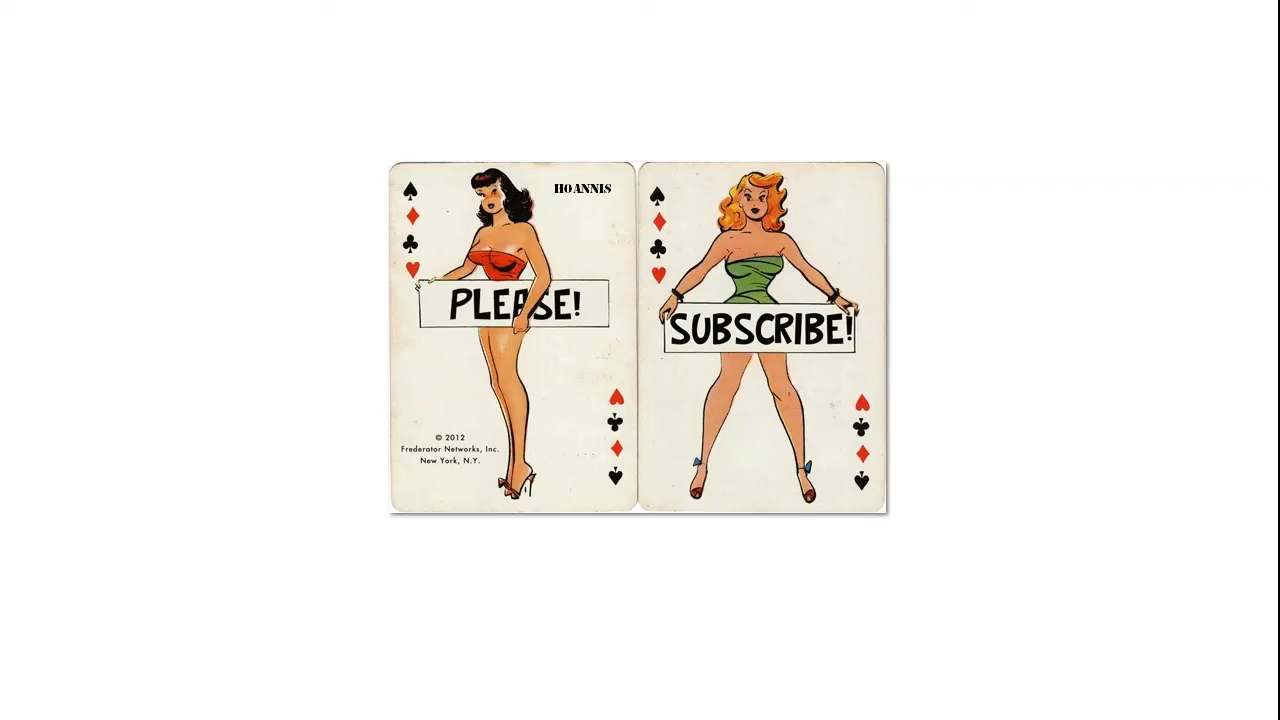 HOANNIS
PLEASE!
© 2012
Frederator Networks, Inc.
New York, N.Y.
SUBSCRIBE!